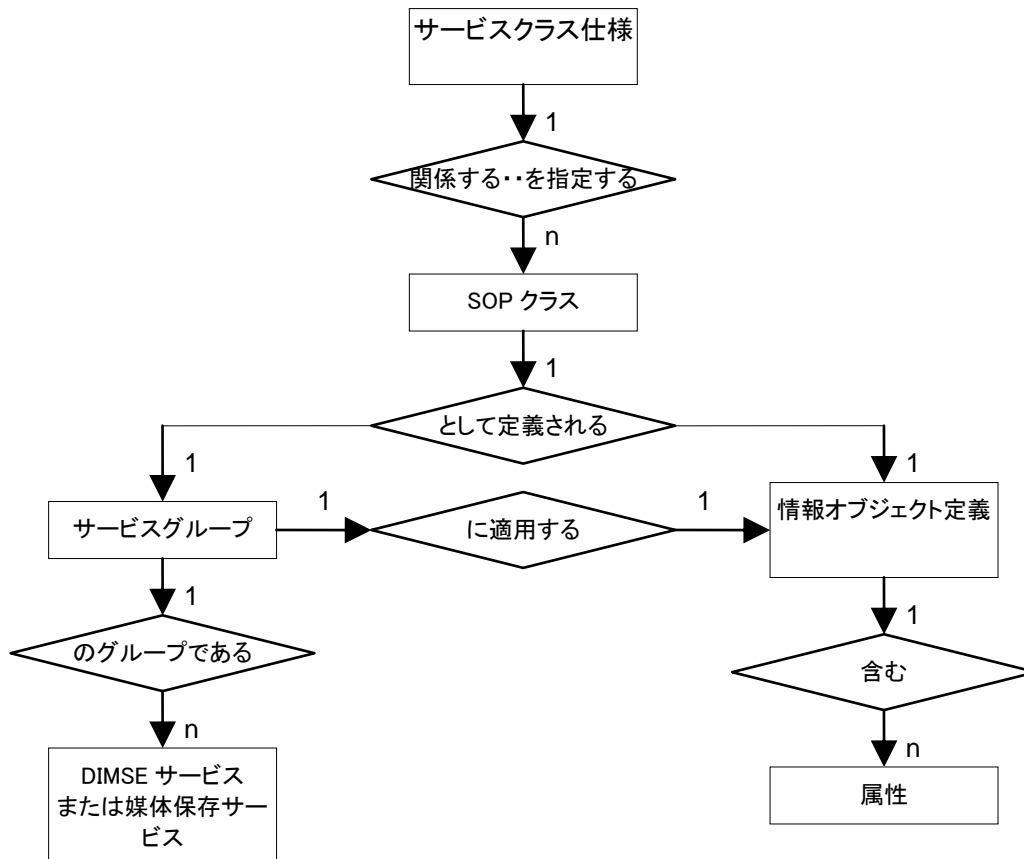 サービスクラス仕様
1
関係する・・を指定する
n
SOP クラス
1
として定義される
1
1
サービスグループ
1
に適用する
1
情報オブジェクト定義
1
1
のグループである
含む
n
n
DIMSE サービス
または媒体保存サー
ビス
属性